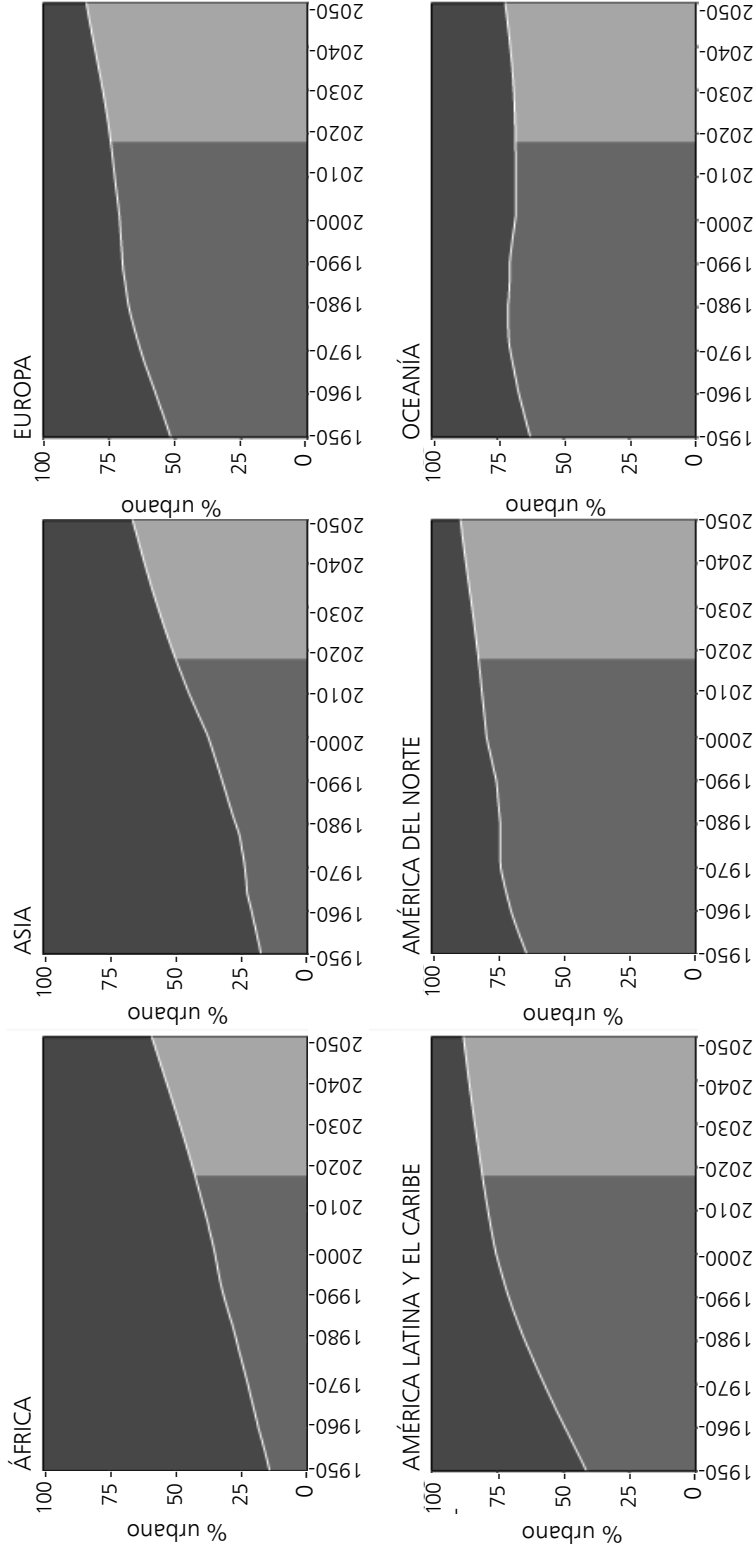 ÁFRICA
% urbano
100
75
50
25
0
1950- 1960- 1970- 1980- 1990- 2000- 2010- 2020- 2030- 2040- 2050-
ASIA
% urbano
100
75
50
25
0
1950- 1960- 1970- 1980- 1990- 2000- 2010- 2020- 2030- 2040- 2050-
EUROPA
% urbano
100
75
50
25
0
1950- 1960- 1970- 1980- 1990- 2000- 2010- 2020- 2030- 2040- 2050-
AMÉRICA LATINA Y EL CARIBE
% urbano
100
75
50
25
0
1950- 1960- 1970- 1980- 1990- 2000- 2010- 2020- 2030- 2040- 2050-
AMÉRICA DEL NORTE
% urbano
100
75
50
25
0
1950- 1960- 1970- 1980- 1990- 2000- 2010- 2020- 2030- 2040- 2050-
OCEANÍA
% urbano
100
75
50
25
0
1950- 1960- 1970- 1980- 1990- 2000- 2010- 2020- 2030- 2040- 2050-